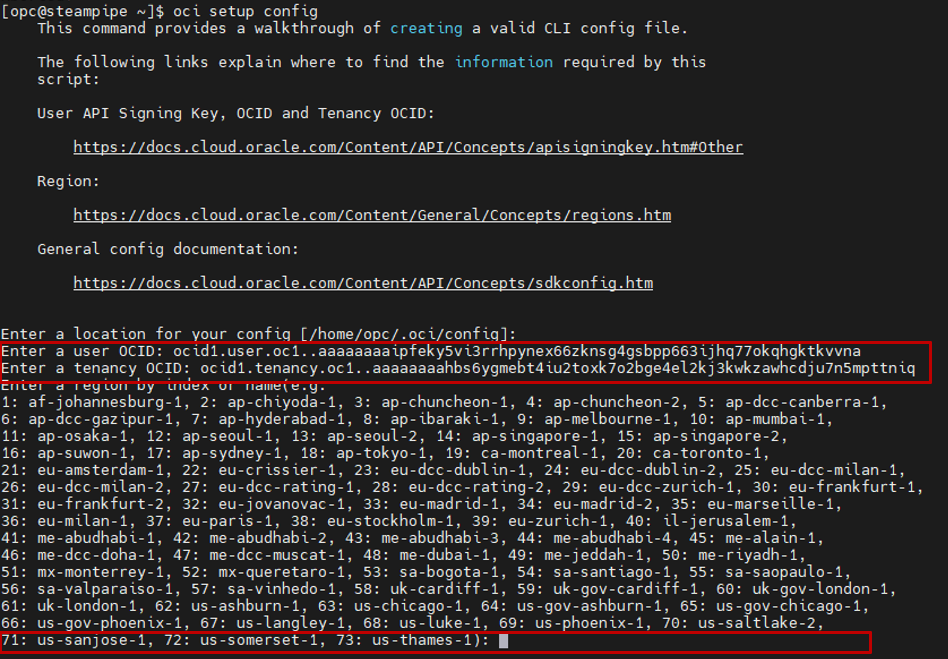 [opc@steampipe ~]$ oci setup config
This command provides a walkthrough of creating a valid CLI config file.
The following links explain where to find the information required by this
script:
User API Signing Key, OCID and Tenancy OCID:
https://docs.cloud.oracle.com/Content/API/Concepts/apisigningkey.htm#Other
Region:
https://docs.cloud.oracle.com/Content/General/Concepts/regions.htm
General config documentation:
https://docs.cloud.oracle.com/Content/API/Concepts/sdkconfig.htm
Enter a location for your config [/home/opc/.oci/config]:
Enter a user OCID: ocid1.user.oc1..aaaaaaaaipfeky5vi3rrhpynex66zknsg4gsbpp663ijhq77okqhgktkvvna
Enter a tenancy OCID: ocid1.tenancy.oc1..aaaaaaaahbs6ygmebt4iu2toxk7o2bge4el2kj3kwkzawhcdju7n5mpttniq
Enter a region by index or name(e.g.
1: af-johannesburg-1, 2: ap-chiyoda-1, 3: ap-chuncheon-1, 4: ap-chuncheon-2, 5: ap-dcc-canberra-1,
6: ap-dcc-gazipur-1, 7: ap-hyderabad-1, 8: ap-ibaraki-1, 9: ap-melbourne-1, 10: ap-mumbai-1,
11: ap-osaka-1, 12: ap-seoul-1, 13: ap-seoul-2, 14: ap-singapore-1, 15: ap-singapore-2,
16: ap-suwon-1, 17: ap-sydney-1, 18: ap-tokyo-1, 19: ca-montreal-1, 20: ca-toronto-1,
21: eu-amsterdam-1, 22: eu-crissier-1, 23: eu-dcc-dublin-1, 24: eu-dcc-dublin-2, 25: eu-dcc-milan-1,
26: eu-dcc-milan-2, 27: eu-dcc-rating-1, 28: eu-dcc-rating-2, 29: eu-dcc-zurich-1, 30: eu-frankfurt-1,
31: eu-frankfurt-2, 32: eu-jovanovac-1, 33: eu-madrid-1, 34: eu-madrid-2, 35: eu-marseille-1,
36: eu-milan-1, 37: eu-paris-1, 38: eu-stockholm-1, 39: eu-zurich-1, 40: il-jerusalem-1,
41: me-abudhabi-1, 42: me-abudhabi-2, 43: me-abudhabi-3, 44: me-abudhabi-4, 45: me-alain-1,
46: me-dcc-doha-1, 47: me-dcc-muscat-1, 48: me-dubai-1, 49: me-jeddah-1, 50: me-riyadh-1,
51: mx-monterrey-1, 52: mx-queretaro-1, 53: sa-bogota-1, 54: sa-santiago-1, 55: sa-saopaulo-1,
56: sa-valparaiso-1, 57: sa-vinhedo-1, 58: uk-cardiff-1, 59: uk-gov-cardiff-1, 60: uk-gov-london-1,
61: uk-london-1, 62: us-ashburn-1, 63: us-chicago-1, 64: us-gov-ashburn-1, 65: us-gov-chicago-1,
66: us-gov-phoenix-1, 67: us-langley-1, 68: us-luke-1, 69: us-phoenix-1, 70: us-saltlake-2,
71: us-sanjose-1, 72: us-somerset-1, 73: us-thames-1):